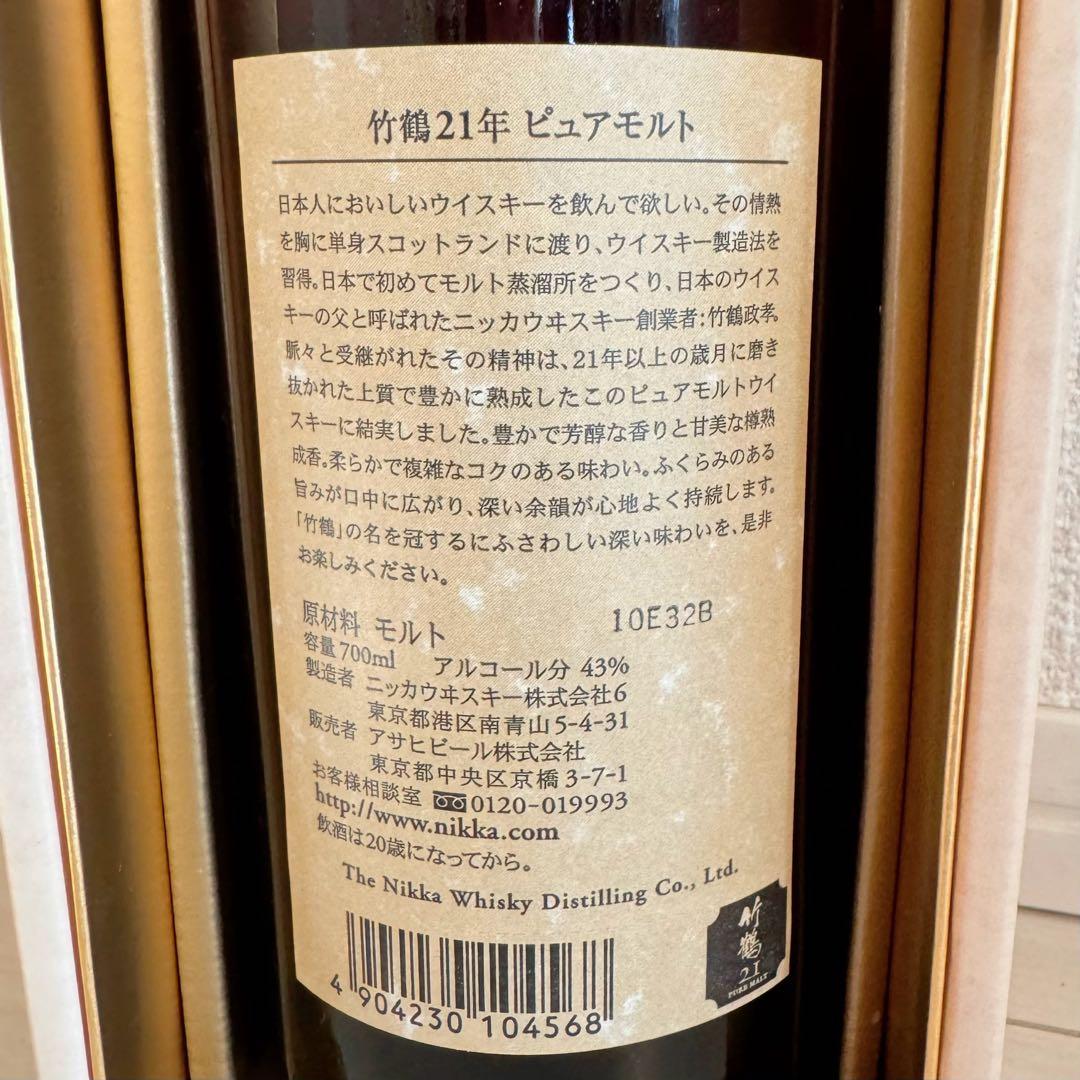 竹鶴21年 ピュアモルト
日本人においしいウイスキーを飲んで欲しい。その情熱
を胸に単身スコットランドに渡り、ウイスキー製造法を
習得。日本で初めてモルト蒸溜所をつくり、日本のウイス
キーの父と呼ばれたニッカウヰスキー創業者:竹鶴政孝。
脈々と受継がれたその精神は、21年以上の歳月に磨き
抜かれた上質で豊かに熟成したこのピュアモルトウイ
スキーに結実しました。豊かで芳醇な香りと甘美な樽熟
成香。柔らかで複雑なコクのある味わい。ふくらみのある
旨みが口中に広がり、深い余韻が心地よく持続します。
「竹鶴」の名を冠するにふさわしい深い味わいを、是非
お楽しみください。
原材料 モルト 10E32B
容量 700ml アルコール分 43%
製造者 ニッカウヰスキー株式会社6
東京都港区南青山5-4-31
販売者 アサヒビール株式会社
東京都中央区京橋3-7-1
お客様相談室 0120-019993
http://www.nikka.com
飲酒は20歳になってから。
The Nikka Whisky Distilling Co., Ltd.
竹鶴
21
PURE MALT
4 904230 104568